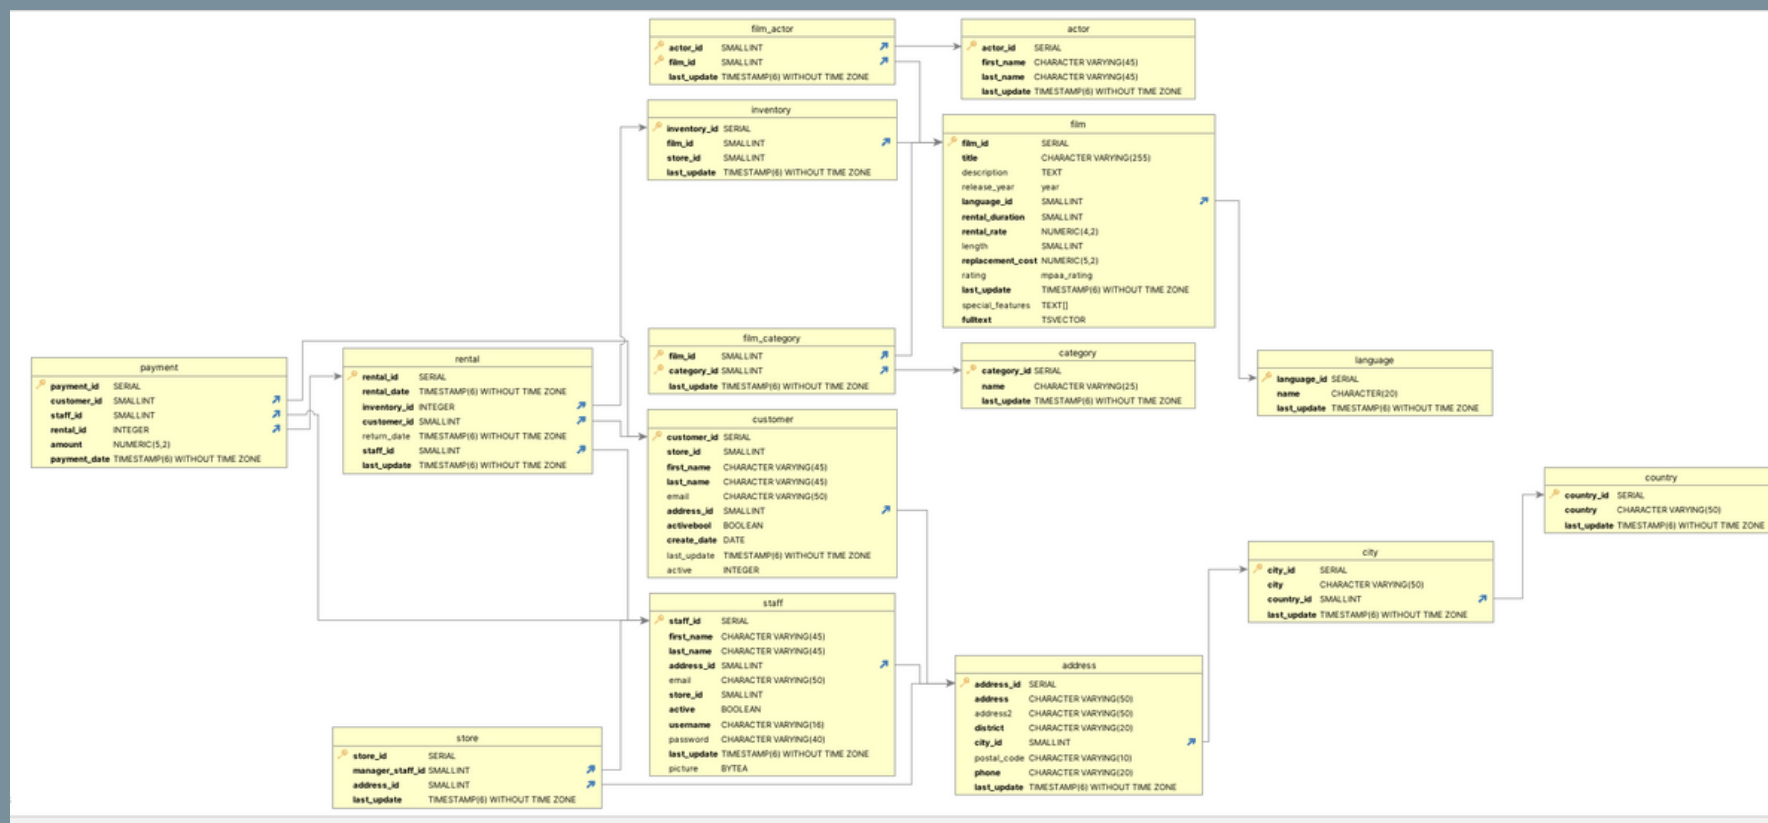 film_actor
actor_id SMALLINT
film_id SMALLINT
last_update TIMESTAMP(6) WITHOUT TIME ZONE
actor
actor_id SERIAL
first_name CHARACTER VARYING(45)
last_name CHARACTER VARYING(45)
last_update TIMESTAMP(6) WITHOUT TIME ZONE
inventory
inventory_id SERIAL
film_id SMALLINT
store_id SMALLINT
last_update TIMESTAMP(6) WITHOUT TIME ZONE
film
film_id SERIAL
title CHARACTER VARYING(255)
description TEXT
release_year year
language_id SMALLINT
rental_duration SMALLINT
rental_rate NUMERIC(4,2)
length SMALLINT
replacement_cost NUMERIC(5,2)
rating mpaa_rating
last_update TIMESTAMP(6) WITHOUT TIME ZONE
special_features TEXT[]
fulltext TSVECTOR
film_category
film_id SMALLINT
category_id SMALLINT
last_update TIMESTAMP(6) WITHOUT TIME ZONE
category
category_id SERIAL
name CHARACTER VARYING(25)
last_update TIMESTAMP(6) WITHOUT TIME ZONE
language
language_id SERIAL
name CHARACTER(20)
last_update TIMESTAMP(6) WITHOUT TIME ZONE
payment
payment_id SERIAL
customer_id SMALLINT
staff_id SMALLINT
rental_id INTEGER
amount NUMERIC(5,2)
payment_date TIMESTAMP(6) WITHOUT TIME ZONE
rental
rental_id SERIAL
rental_date TIMESTAMP(6) WITHOUT TIME ZONE
inventory_id INTEGER
customer_id SMALLINT
return_date TIMESTAMP(6) WITHOUT TIME ZONE
staff_id SMALLINT
last_update TIMESTAMP(6) WITHOUT TIME ZONE
customer
customer_id SERIAL
store_id SMALLINT
first_name CHARACTER VARYING(45)
last_name CHARACTER VARYING(45)
email CHARACTER VARYING(50)
address_id SMALLINT
activebool BOOLEAN
create_date DATE
last_update TIMESTAMP(6) WITHOUT TIME ZONE
active INTEGER
country
country_id SERIAL
country CHARACTER VARYING(50)
last_update TIMESTAMP(6) WITHOUT TIME ZONE
city
city_id SERIAL
city CHARACTER VARYING(50)
country_id SMALLINT
last_update TIMESTAMP(6) WITHOUT TIME ZONE
staff
staff_id SERIAL
first_name CHARACTER VARYING(45)
last_name CHARACTER VARYING(45)
address_id SMALLINT
email CHARACTER VARYING(50)
store_id SMALLINT
active BOOLEAN
username CHARACTER VARYING(16)
password CHARACTER VARYING(40)
last_update TIMESTAMP(6) WITHOUT TIME ZONE
picture BYTEA
address
address_id SERIAL
address CHARACTER VARYING(50)
address2 CHARACTER VARYING(50)
district CHARACTER VARYING(20)
city_id SMALLINT
postal_code CHARACTER VARYING(10)
phone CHARACTER VARYING(20)
last_update TIMESTAMP(6) WITHOUT TIME ZONE
store
store_id SERIAL
manager_staff_id SMALLINT
address_id SMALLINT
last_update TIMESTAMP(6) WITHOUT TIME ZONE